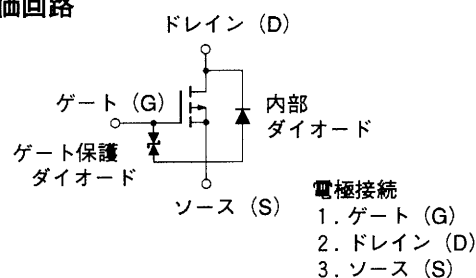 価回路
ドレイン (D)
ゲート (G)
内部
ダイオード
ゲート保護
ダイオード
ソース (S)
電極接続
1. ゲート (G)
2. ドレイン (D)
3. ソース (S)